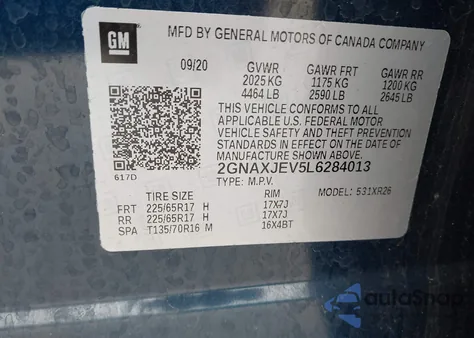 GM
MFD BY GENERAL MOTORS OF CANADA COMPANY
09/20 GVWR GAWR FRT GAWR RR
2025 KG 1175 KG 1200 KG
4464 LB 2590 LB 2645 LB
THIS VEHICLE CONFORMS TO ALL
APPLICABLE U.S. FEDERAL MOTOR
VEHICLE SAFETY AND THEFT PREVENTION
STANDARDS IN EFFECT ON THE DATE OF
MANUFACTURE SHOWN ABOVE.
617D 2GNAXJEV5L6284013
TYPE: M.P.V. MODEL: 531XR26
TIRE SIZE RIM
FRT 225/65R17 H 17X7J
RR 225/65R17 H 17X7J
SPA T135/70R16 M 16X4BT
autosnap